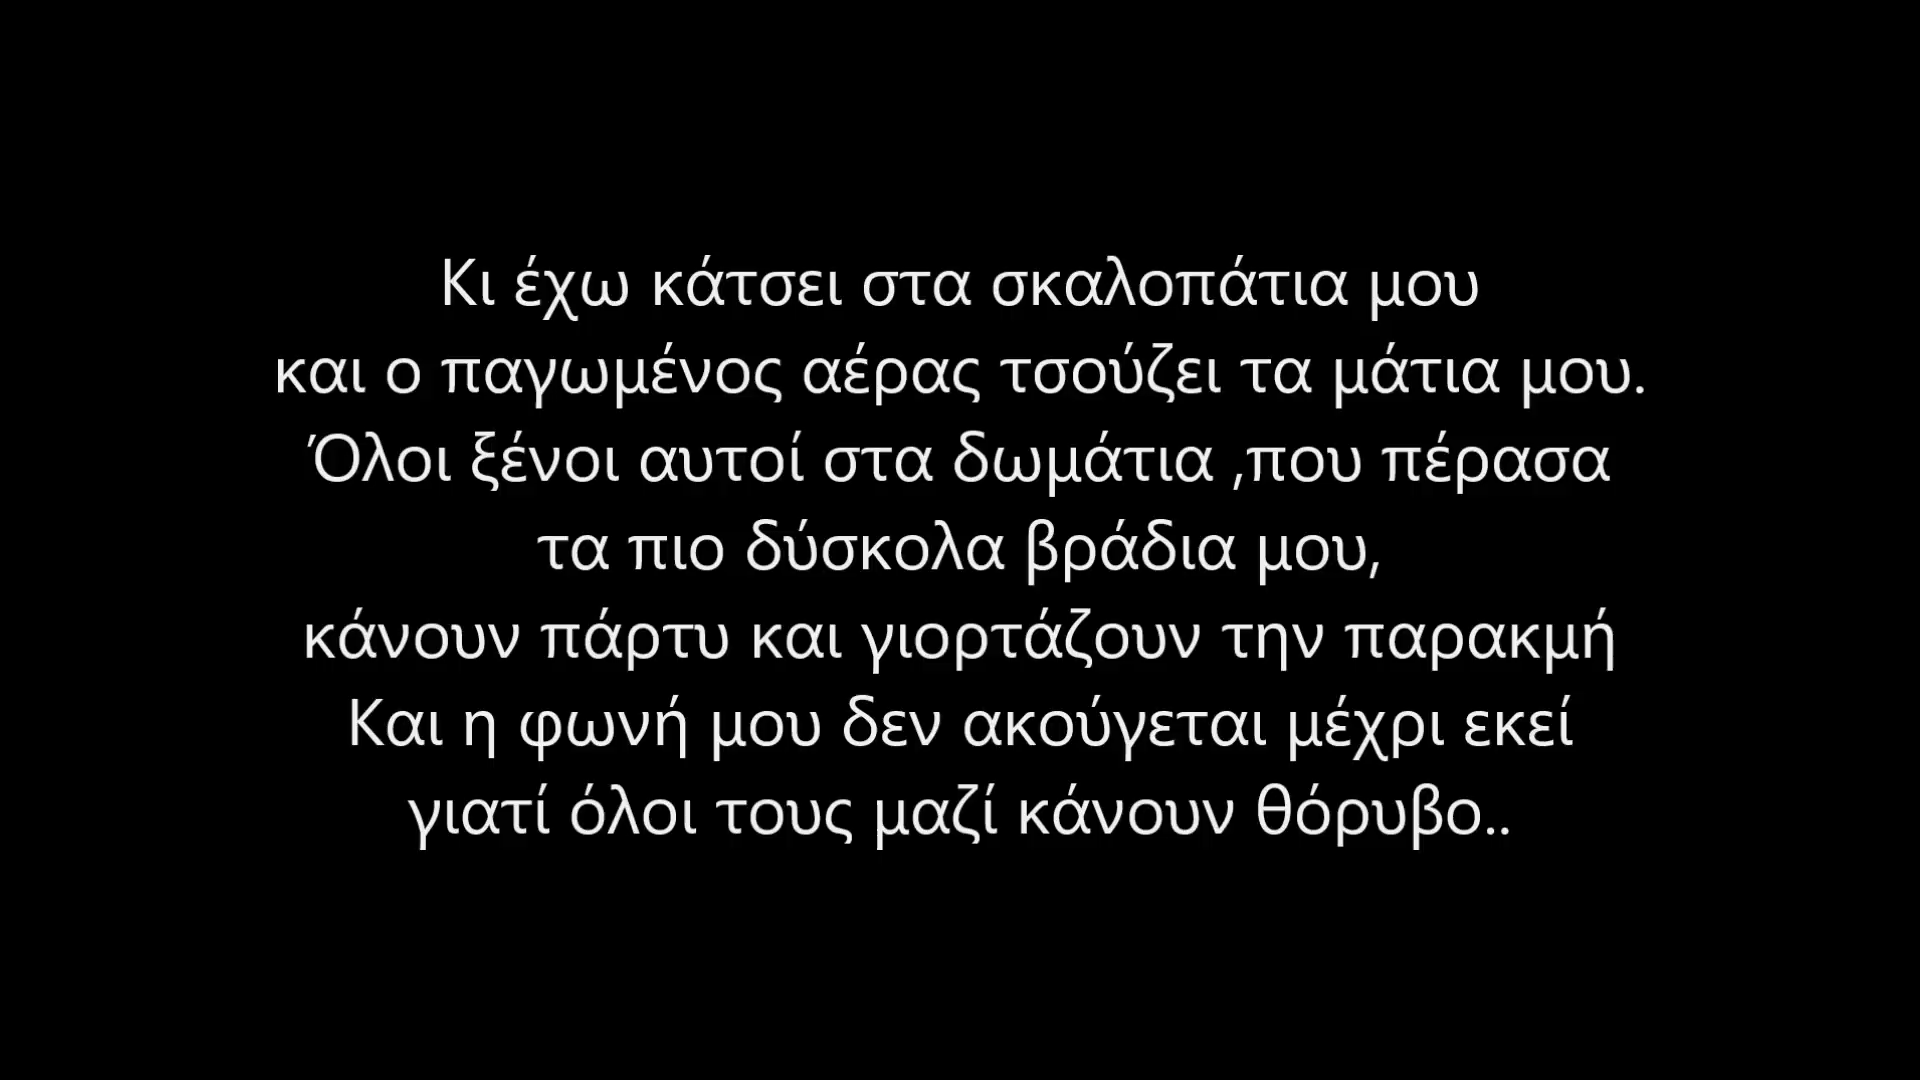 Κι έχω κάτσει στα σκαλοπάτια μου
και ο παγωμένος αέρας τσούζει τα μάτια μου.
Όλοι ξένοι αυτοί στα δωμάτια ,που πέρασα
τα πιο δύσκολα βράδια μου,
κάνουν πάρτυ και γιορτάζουν την παρακμή
Και η φωνή μου δεν ακούγεται μέχρι εκεί
γιατί όλοι τους μαζί κάνουν θόρυβο..